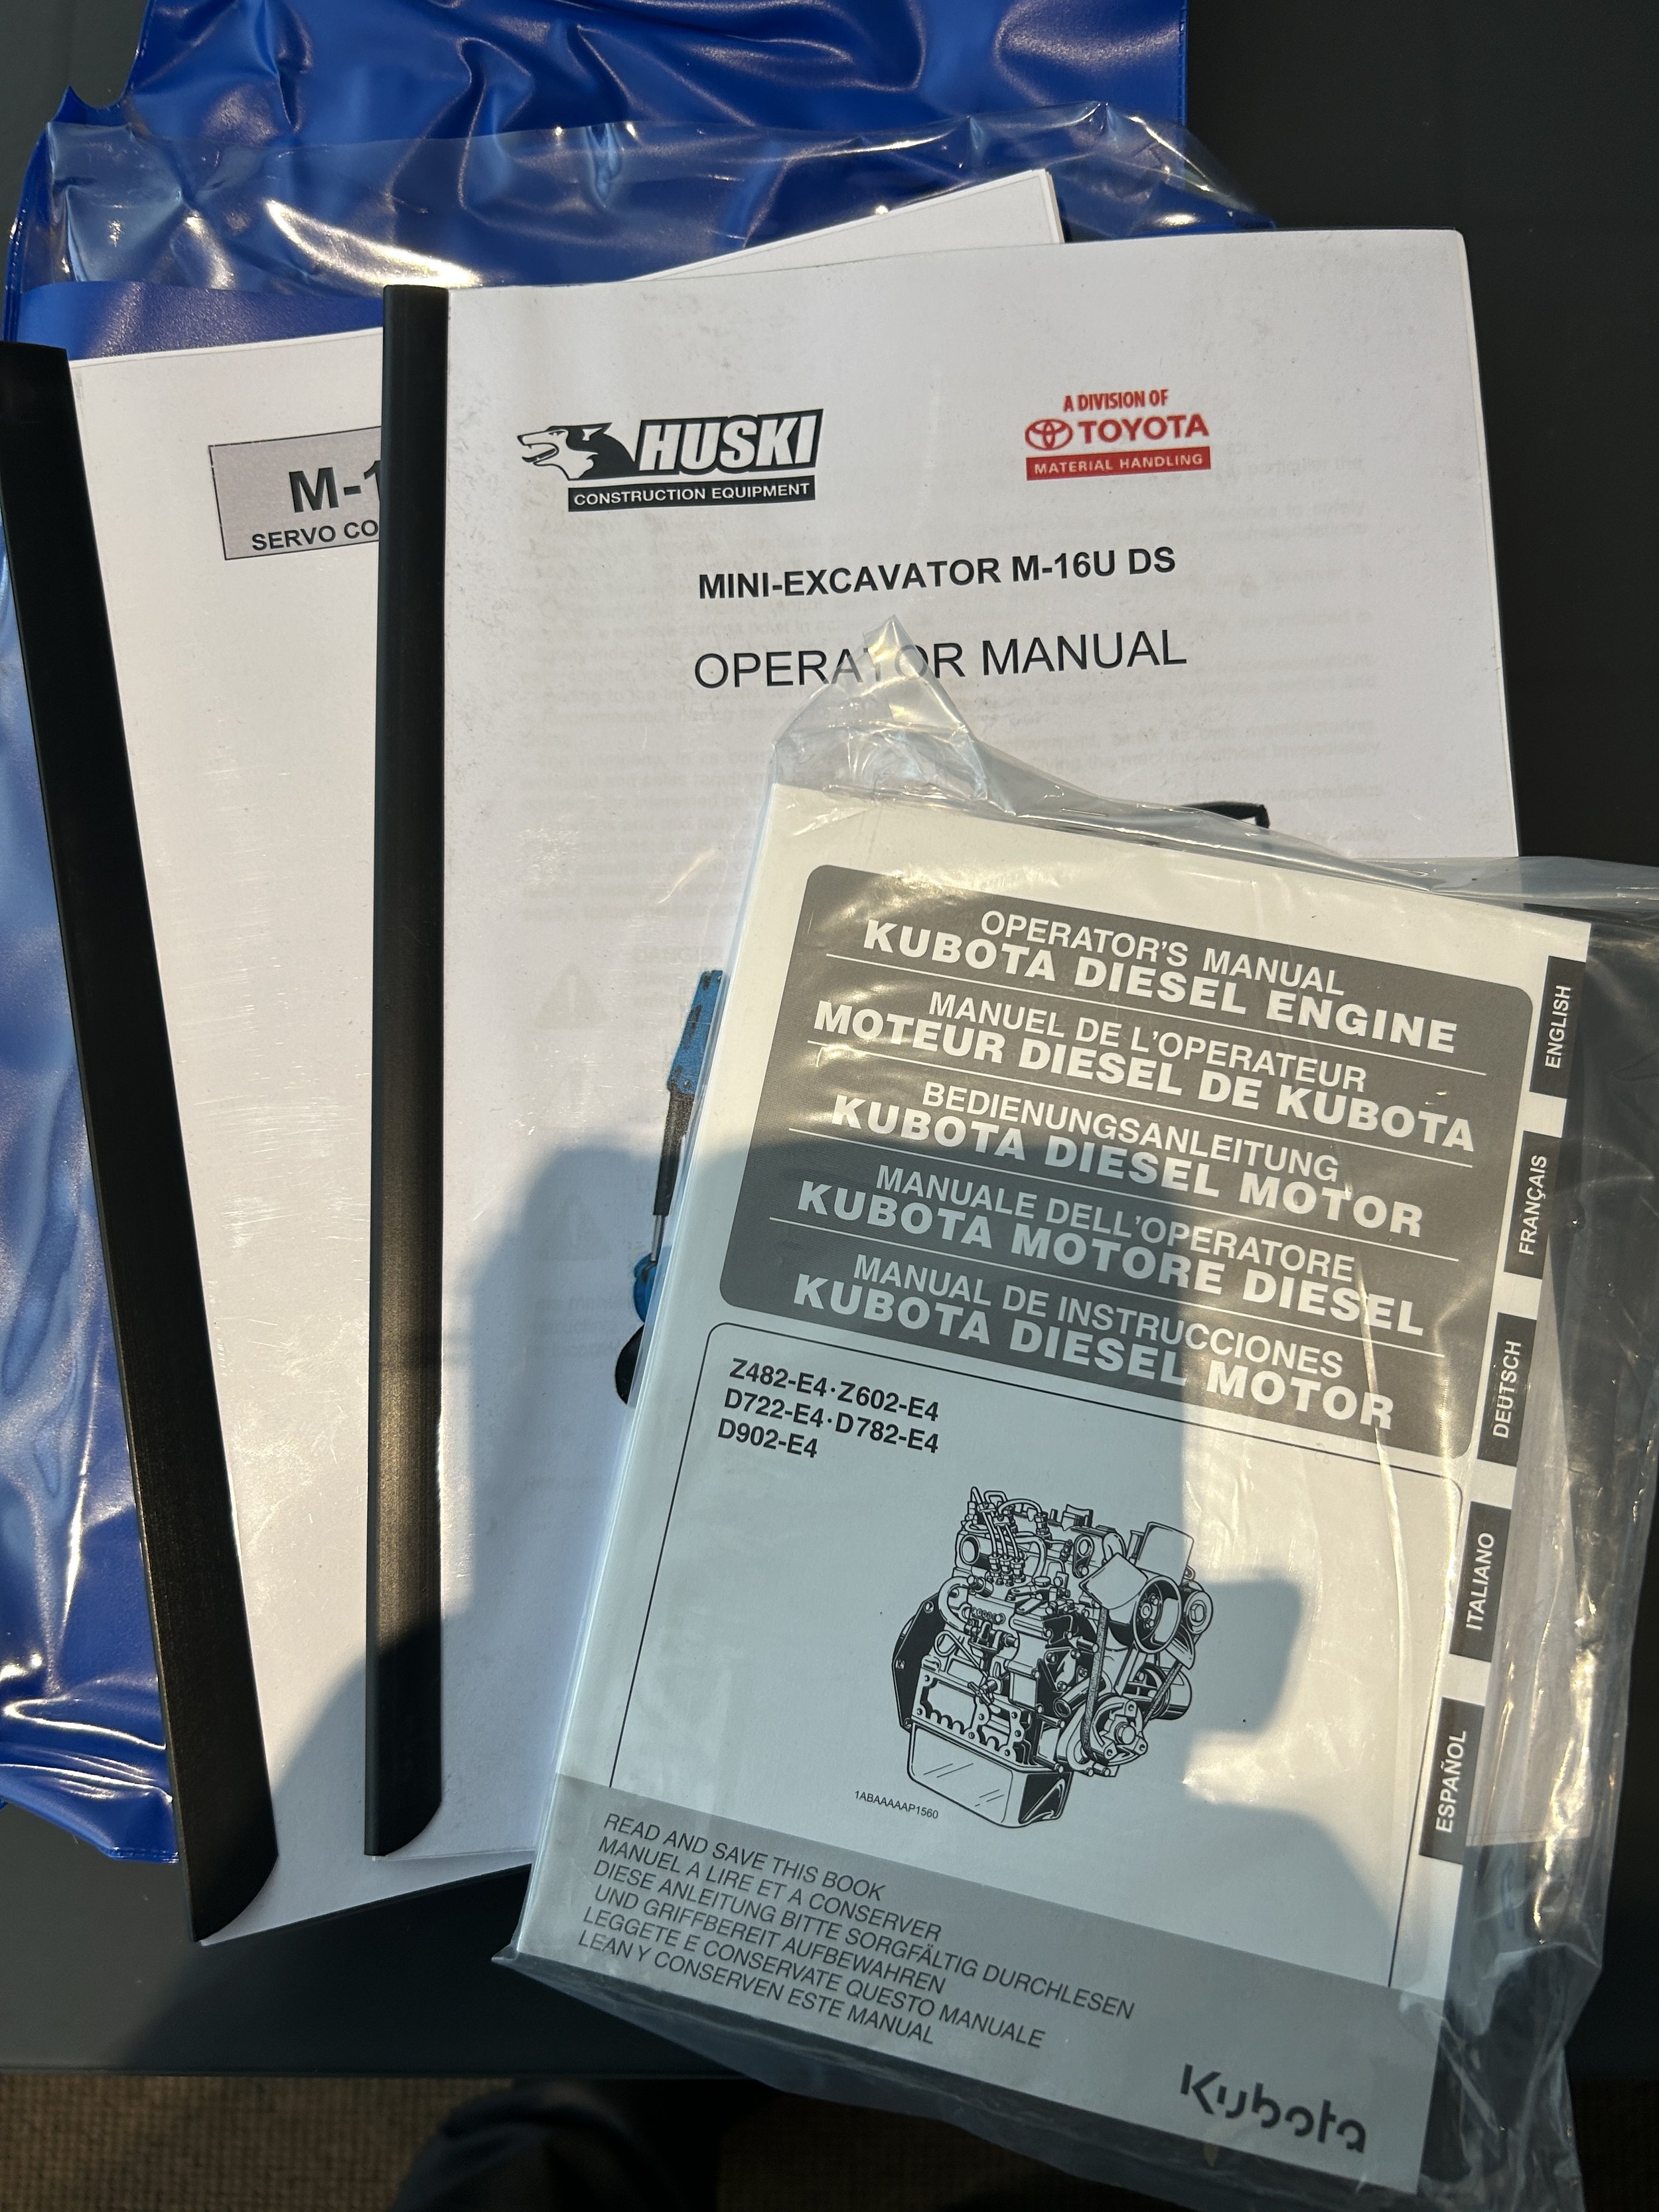 M-1
SERVO CO
HUSKI
CONSTRUCTION EQUIPMENT
A DIVISION OF
TOYOTA
MATERIAL HANDLING
MINI-EXCAVATOR M-16U DS
OPERATOR MANUAL
OPERATOR'S MANUAL
KUBOTA DIESEL ENGINE
MANUEL DE L'OPERATEUR
MOTEUR DIESEL DE KUBOTA
BEDIENUNGSANLEITUNG
KUBOTA DIESEL MOTOR
MANUALE DELL'OPERATORE
KUBOTA MOTORE DIESEL
MANUAL DE INSTRUCCIONES
KUBOTA DIESEL MOTOR
ENGLISH
FRANÇAIS
DEUTSCH
ITALIANO
ESPAÑOL
Z482-E4·Z602-E4
D722-E4·D782-E4
D902-E4
1ABAAAAAP1560
READ AND SAVE THIS BOOK
MANUEL A LIRE ET A CONSERVER
DIESE ANLEITUNG BITTE SORGFÄLTIG DURCHLESEN
UND GRIFFBEREIT AUFBEWAHREN
LEGGETE E CONSERVATE QUESTO MANUALE
LEAN Y CONSERVEN ESTE MANUAL
Kubota